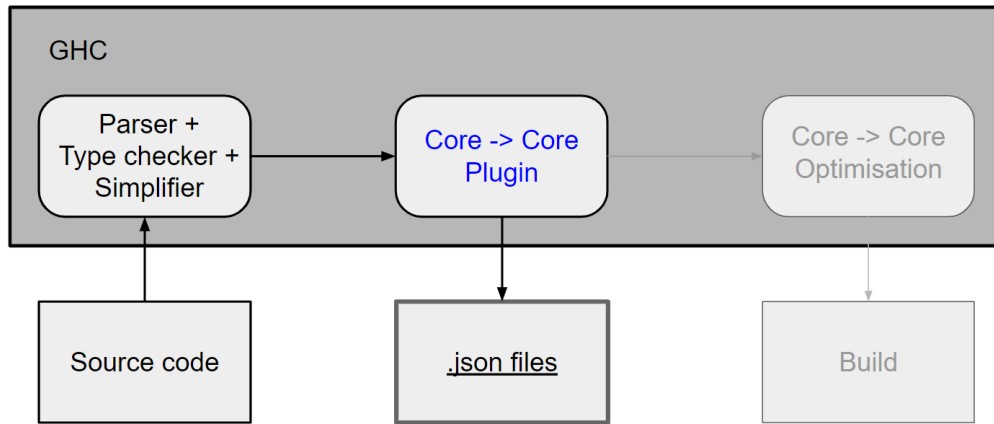 GHC
Parser +
Type checker +
Simplifier
Core -> Core
Plugin
Core -> Core
Optimisation
Source code
.json files
Build